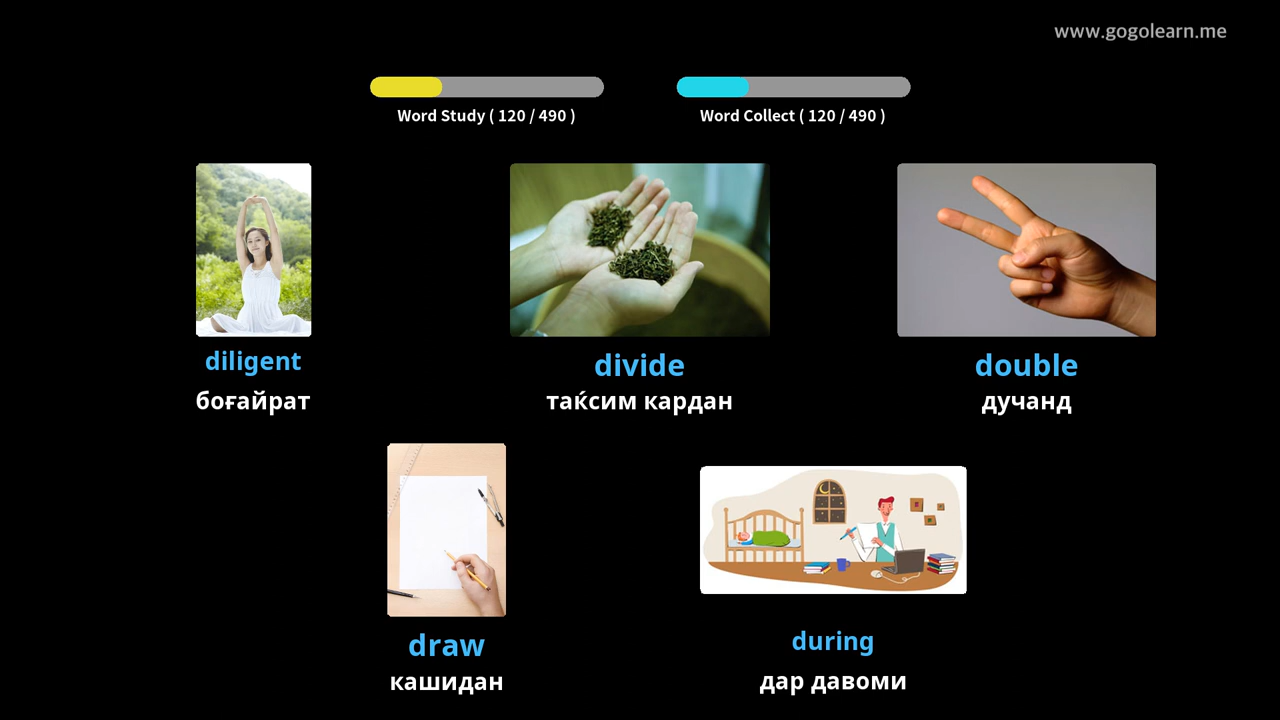 www.gogolearn.me
Word Study ( 120 / 490 )
Word Collect ( 120 / 490 )
diligent
боғайрат
divide
таќсим кардан
double
дучанд
draw
кашидан
during
дар давоми